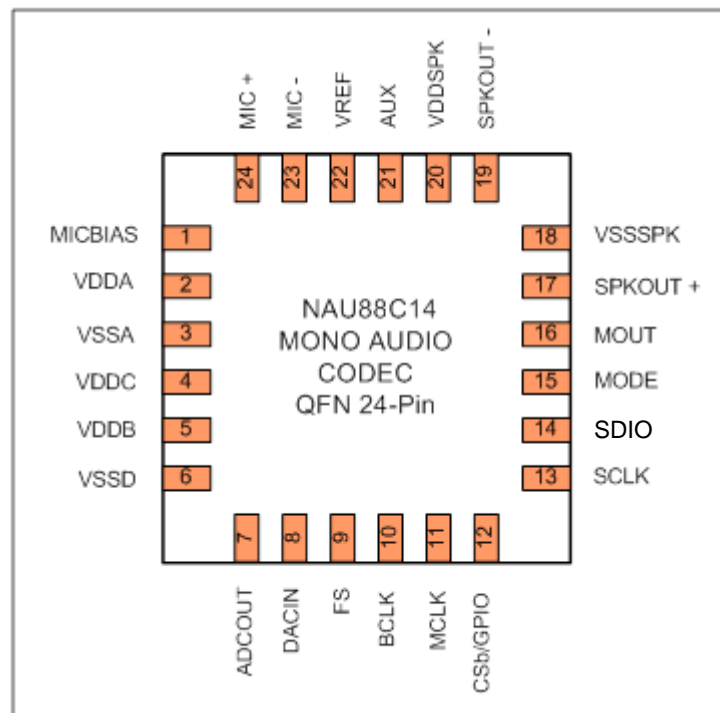 MIC +
MIC -
VREF
AUX
VDDSPK
SPKOUT -
24
23
22
21
20
19
MICBIAS 1
VDDA 2
VSSA 3
VDDC 4
VDDB 5
VSSD 6
NAU88C14
MONO AUDIO
CODEC
QFN 24-Pin
18 VSSSPK
17 SPKOUT +
16 MOUT
15 MODE
14 SDIO
13 SCLK
7
8
9
10
11
12
ADCOUT
DACIN
FS
BCLK
MCLK
CSb/GPIO